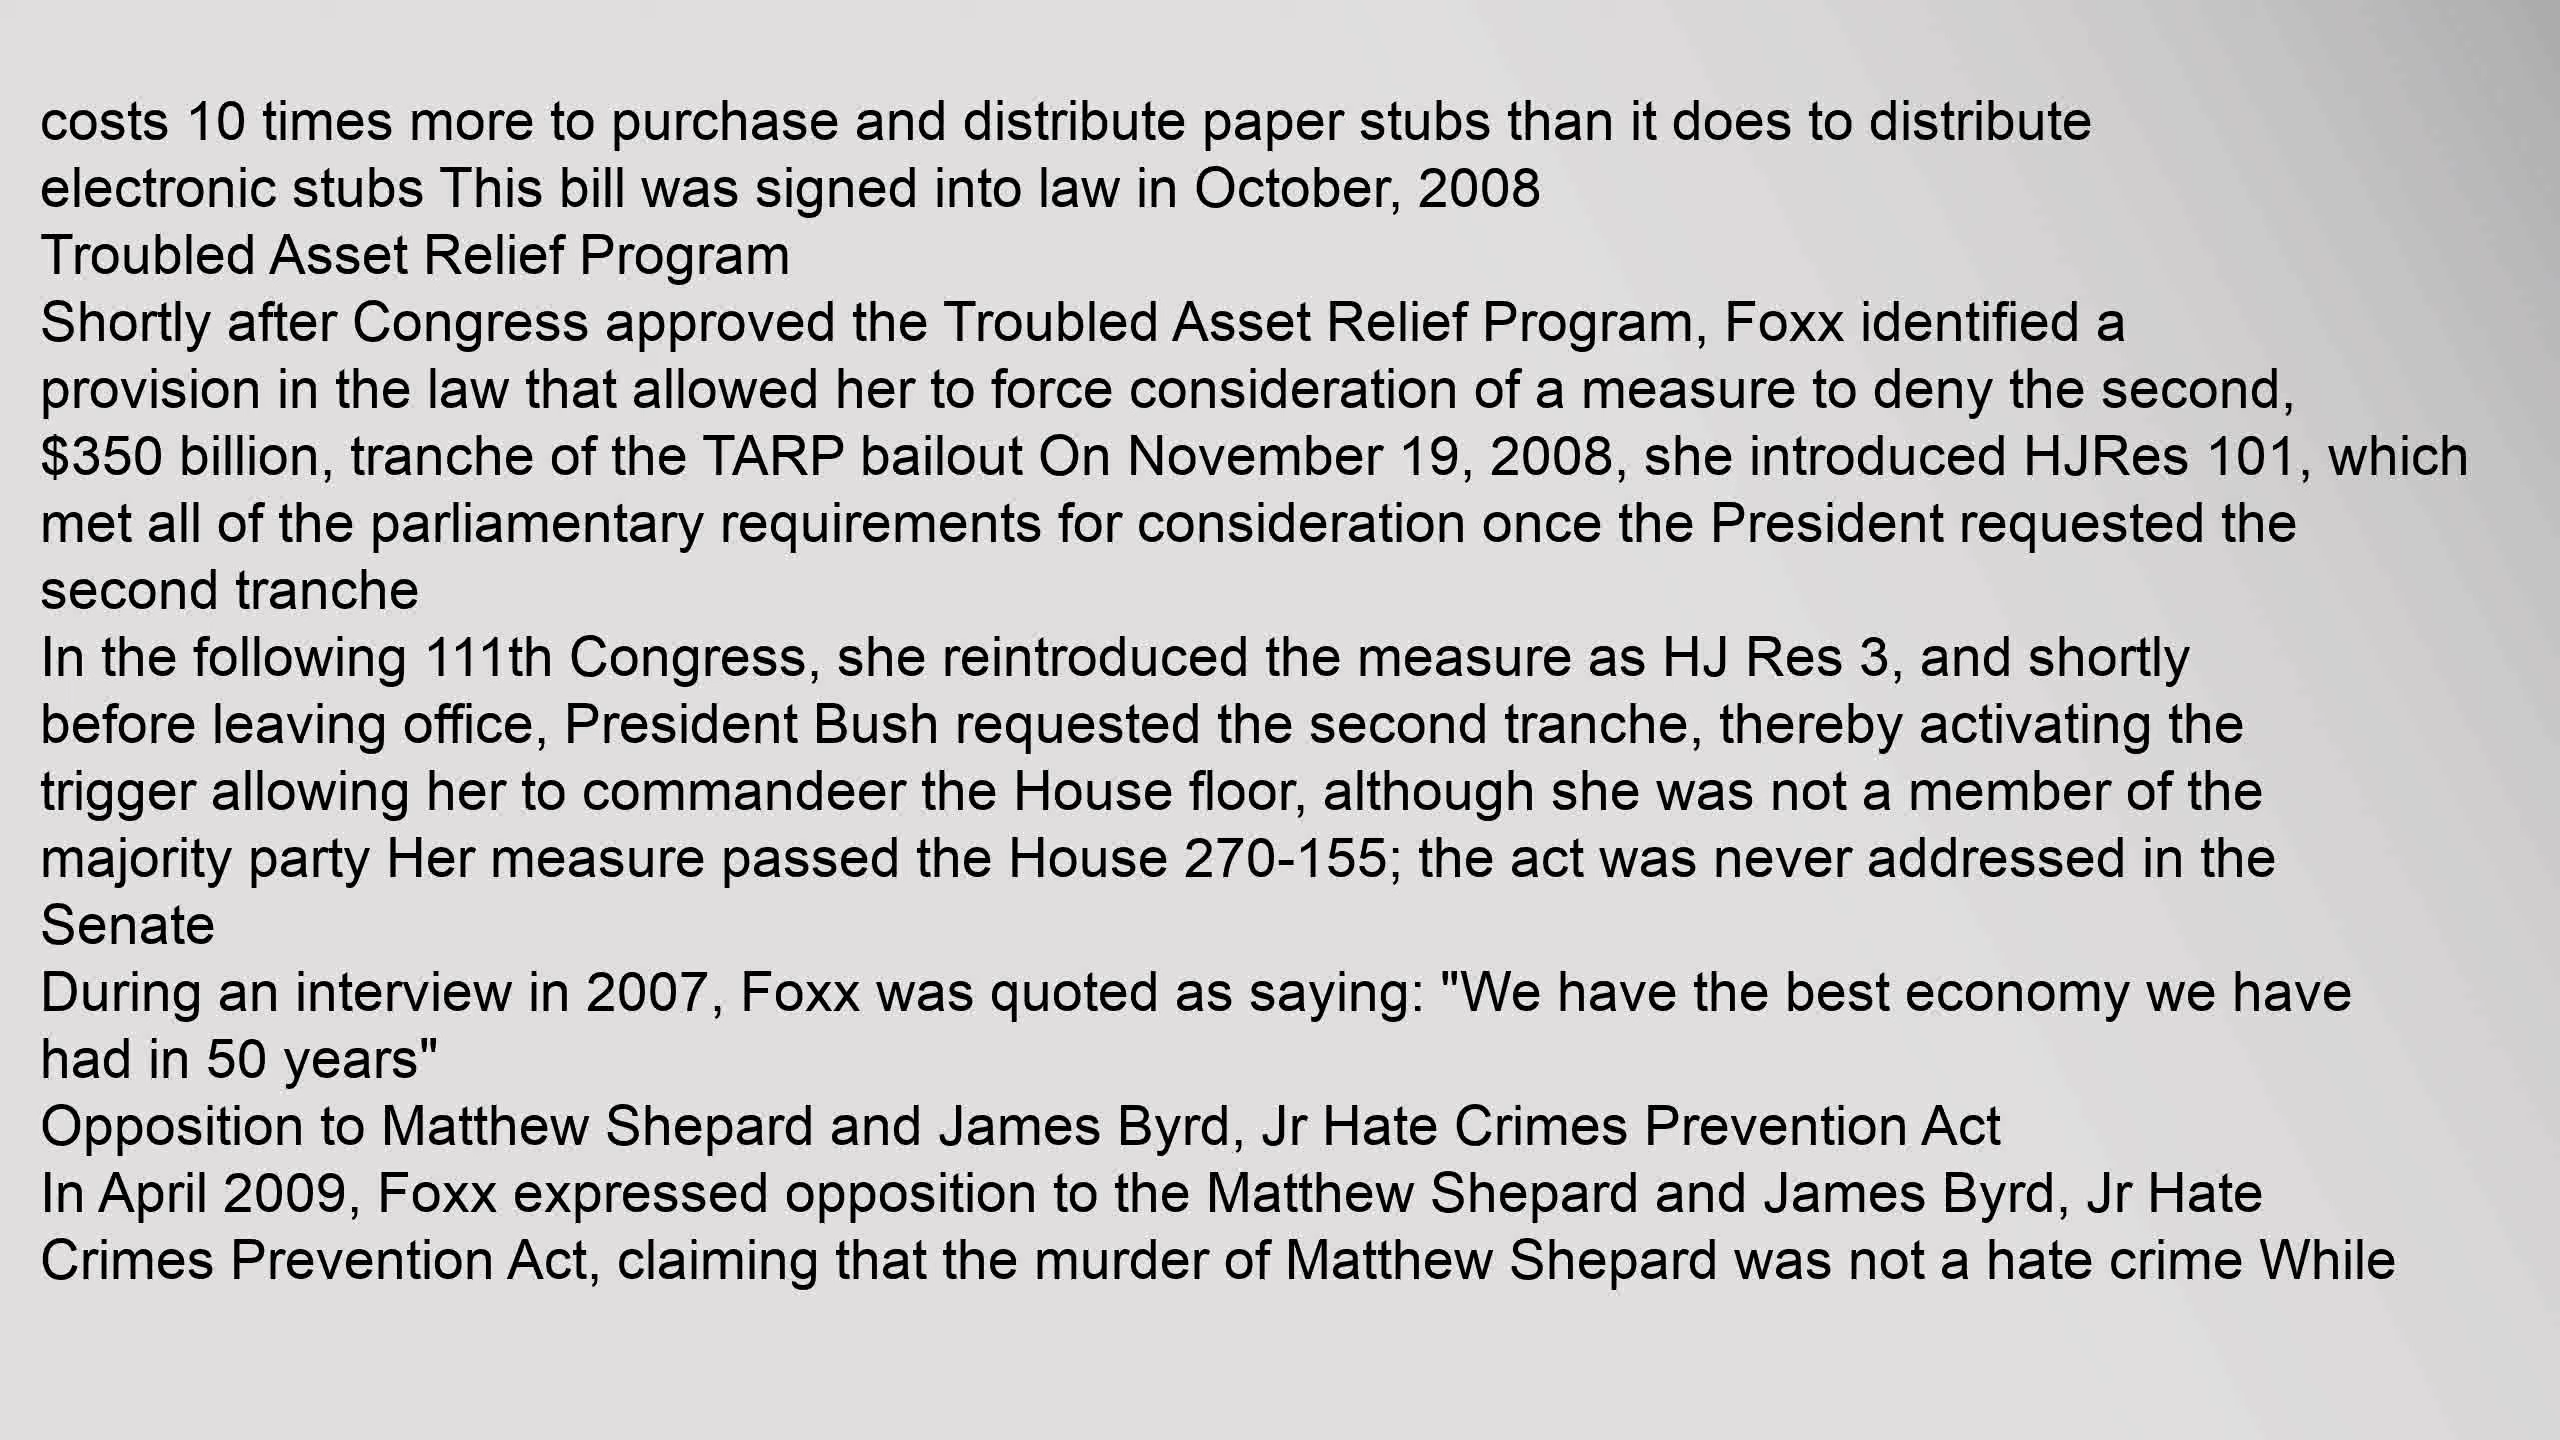 costs 10 times more to purchase and distribute paper stubs than it does to distribute
electronic stubs This bill was signed into law in October, 2008
Troubled Asset Relief Program
Shortly after Congress approved the Troubled Asset Relief Program, Foxx identified a
provision in the law that allowed her to force consideration of a measure to deny the second,
$350 billion, tranche of the TARP bailout On November 19, 2008, she introduced HJRes 101, which
met all of the parliamentary requirements for consideration once the President requested the
second tranche
In the following 111th Congress, she reintroduced the measure as HJ Res 3, and shortly
before leaving office, President Bush requested the second tranche, thereby activating the
trigger allowing her to commandeer the House floor, although she was not a member of the
majority party Her measure passed the House 270-155; the act was never addressed in the
Senate
During an interview in 2007, Foxx was quoted as saying: "We have the best economy we have
had in 50 years"
Opposition to Matthew Shepard and James Byrd, Jr Hate Crimes Prevention Act
In April 2009, Foxx expressed opposition to the Matthew Shepard and James Byrd, Jr Hate
Crimes Prevention Act, claiming that the murder of Matthew Shepard was not a hate crime While